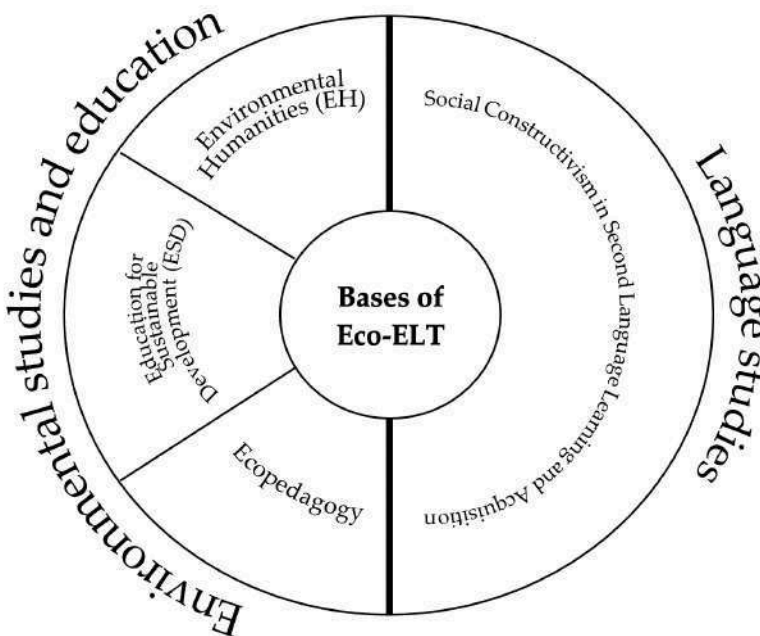 Environmental studies and education
Environmental
Humanities (EH)
Education for
Sustainable
Development (ESD)
Ecopedagogy
Bases of
Eco-ELT
Social Constructivism in Second Language Learning and Acquisition
Language studies